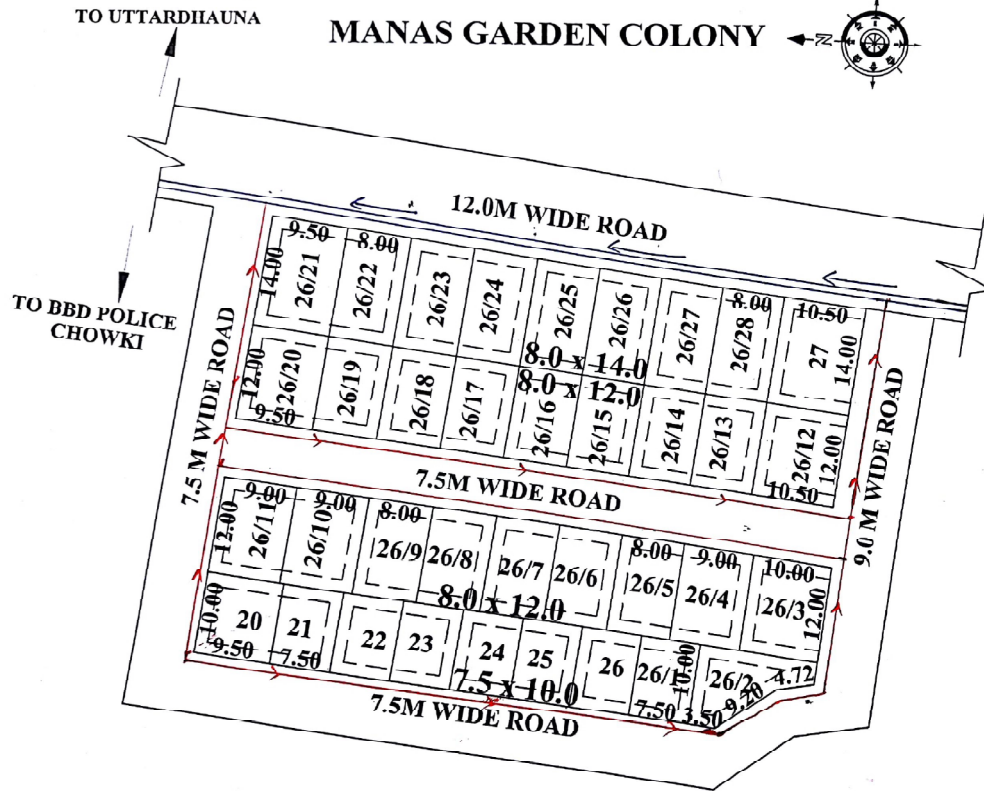 TO UTTARDHAUNA
MANAS GARDEN COLONY
N
TO BBD POLICE
CHOWKI
12.0M WIDE ROAD
9.50 8.00 8.00 10.50
14.00 26/21 26/22 26/23 26/24 26/25 26/26 26/27 26/28 27 14.00
8.0 x 14.0
8.0 x 12.0
12.00 26/20 26/19 26/18 26/17 26/16 26/15 26/14 26/13 26/12 12.00
9.50 10.50
7.5 M WIDE ROAD
7.5M WIDE ROAD
9.0 M WIDE ROAD
9.00 9.00 8.00 8.00 9.00 10.00
12.00 26/11 26/10 26/9 26/8 26/7 26/6 26/5 26/4 26/3 12.00
8.0 x 12.0
10.00 20 21 22 23 24 25 26 26/1 10.00 26/2 4.72
9.50 7.50 7.5 x 10.0 7.50 3.50 9.20
7.5M WIDE ROAD